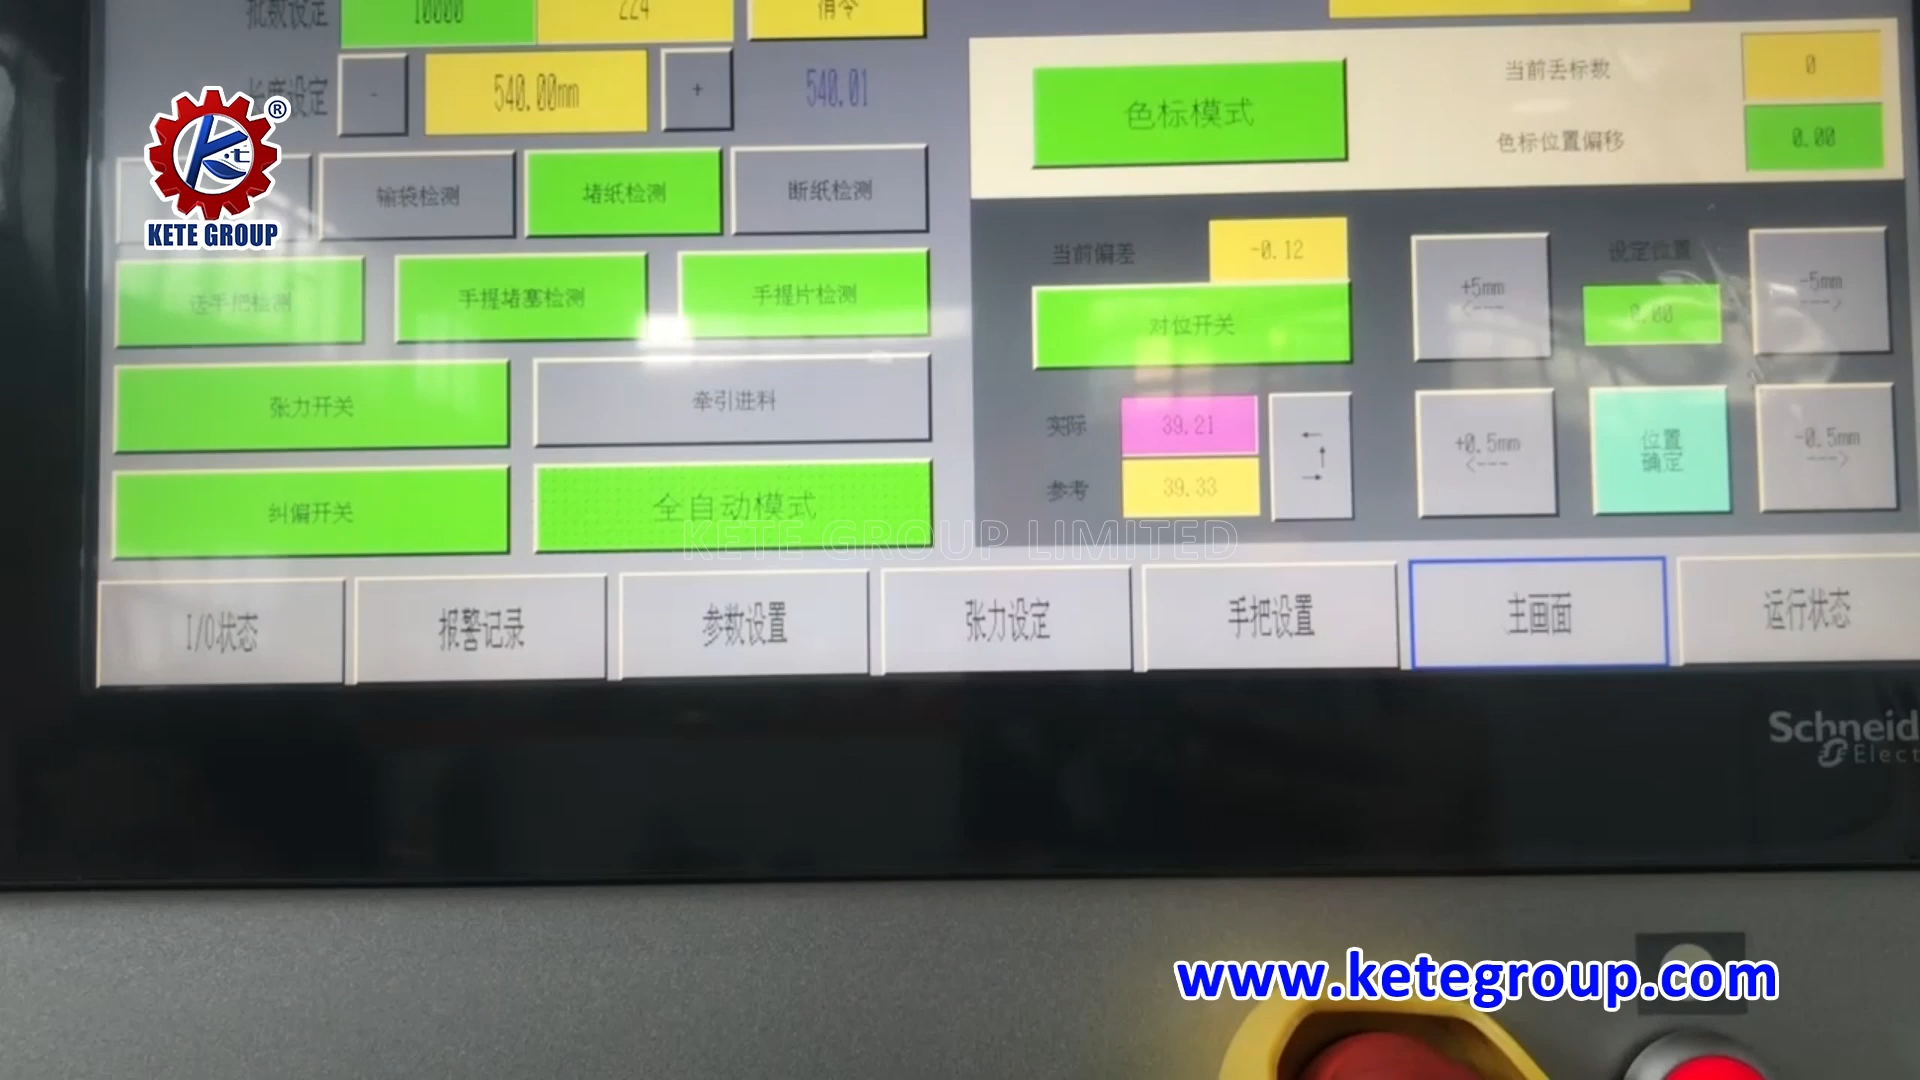 批数设定 10000 224 清零
长度设定 - 540.00mm + 540.01
输袋检测 堵纸检测 断纸检测
送手把检测 手提堵塞检测 手提片检测
张力开关 牵引进料
纠偏开关 全自动模式
色标模式 当前丢标数 0
色标位置偏移 0.00
当前偏差 -0.12
对位开关
实际 39.21
参考 39.33
+5mm
<---
设定位置
0.00
-5mm
--->
+0.5mm
<---
位置
确定
-0.5mm
--->
I/O状态 报警记录 参数设置 张力设定 手把设置 主画面 运行状态
Kt ®
KETE GROUP
KETE GROUP LIMITED
Schneid
Elect
www.ketegroup.com